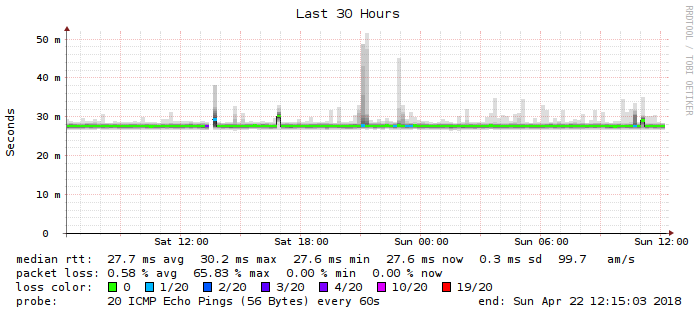 Last 30 Hours
RRDTOOL / TOBI OETIKER
Seconds
50 m
40 m
30 m
20 m
10 m
0
Sat 12:00 Sat 18:00 Sun 00:00 Sun 06:00 Sun 12:00
median rtt: 27.7 ms avg 30.2 ms max 27.6 ms min 27.6 ms now 0.3 ms sd 99.7 am/s
packet loss: 0.58 % avg 65.83 % max 0.00 % min 0.00 % now
loss color: 0 1/20 2/20 3/20 4/20 10/20 19/20
probe: 20 ICMP Echo Pings (56 Bytes) every 60s end: Sun Apr 22 12:15:03 2018